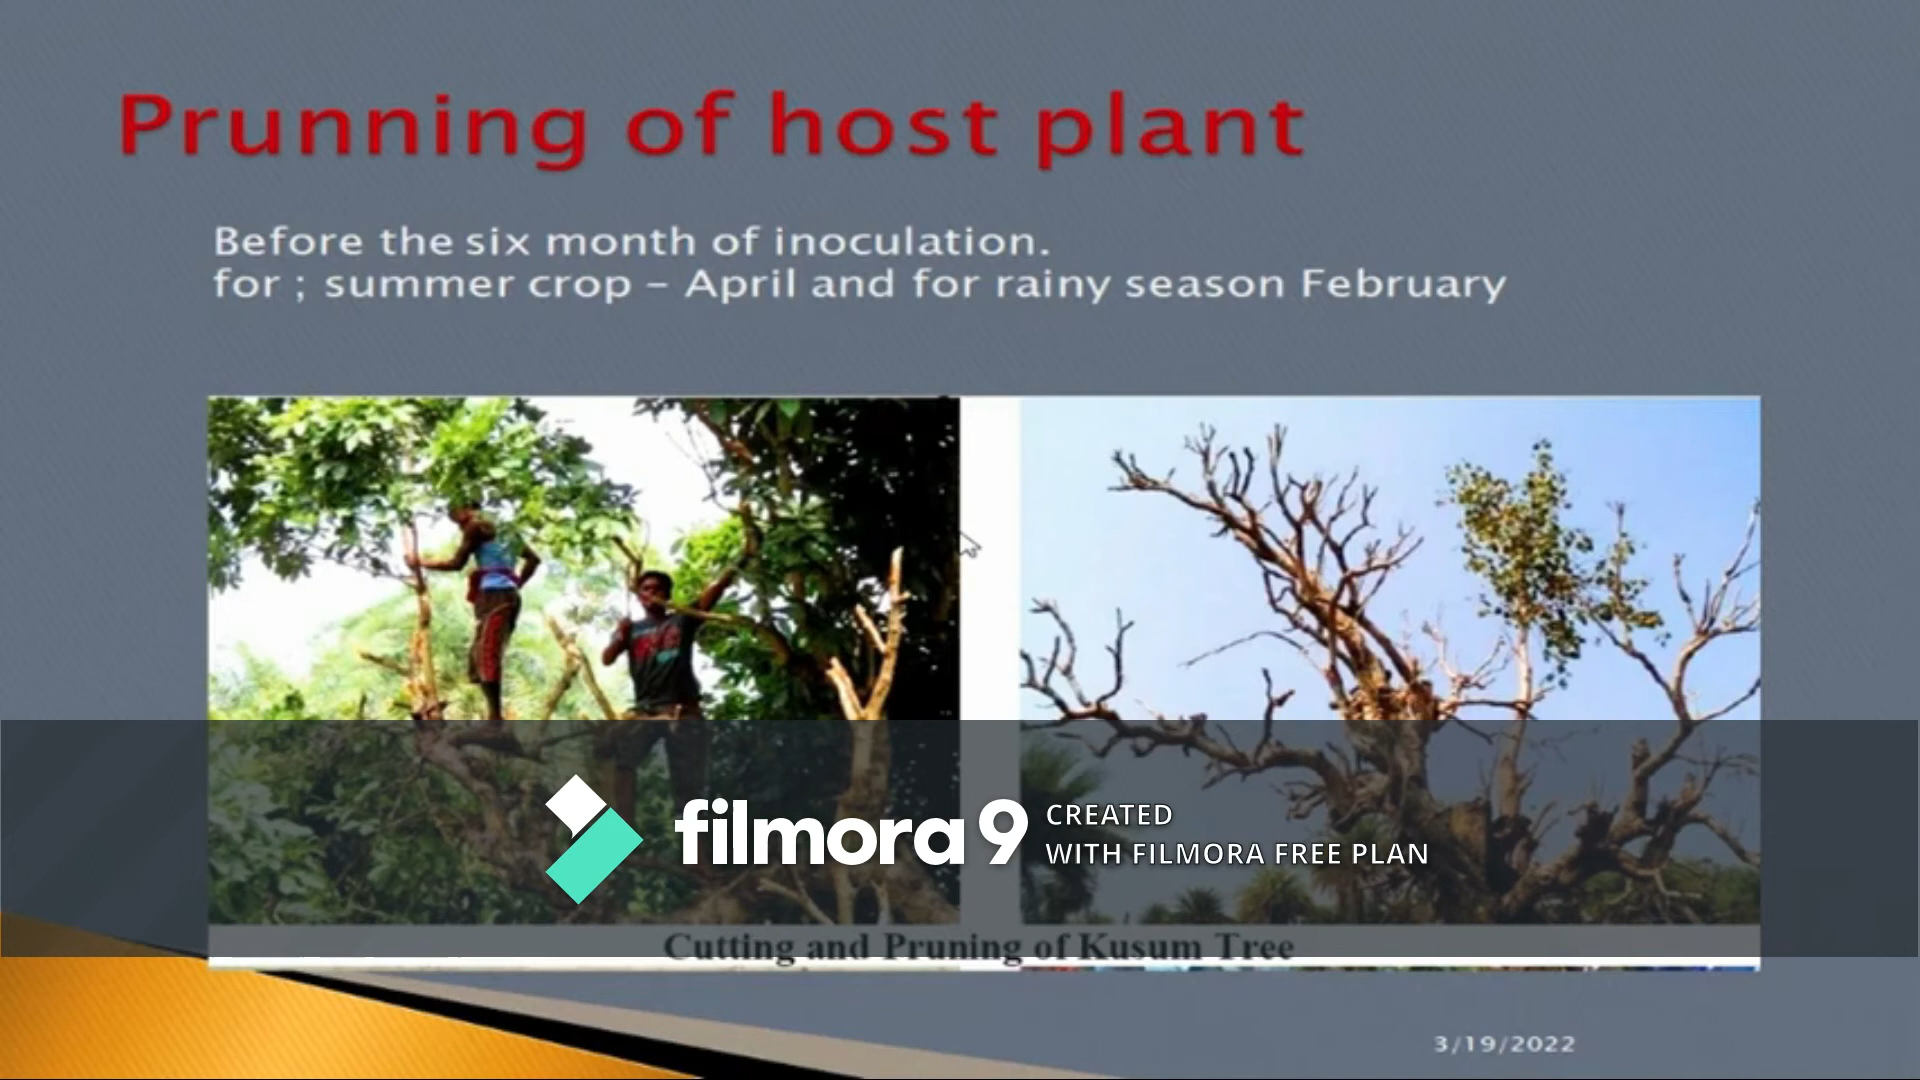 Prunning of host plant
Before the six month of inoculation.
for ; summer crop – April and for rainy season February
filmora9
CREATED
WITH FILMORA FREE PLAN
Cutting and Pruning of Kusum Tree
3/19/2022